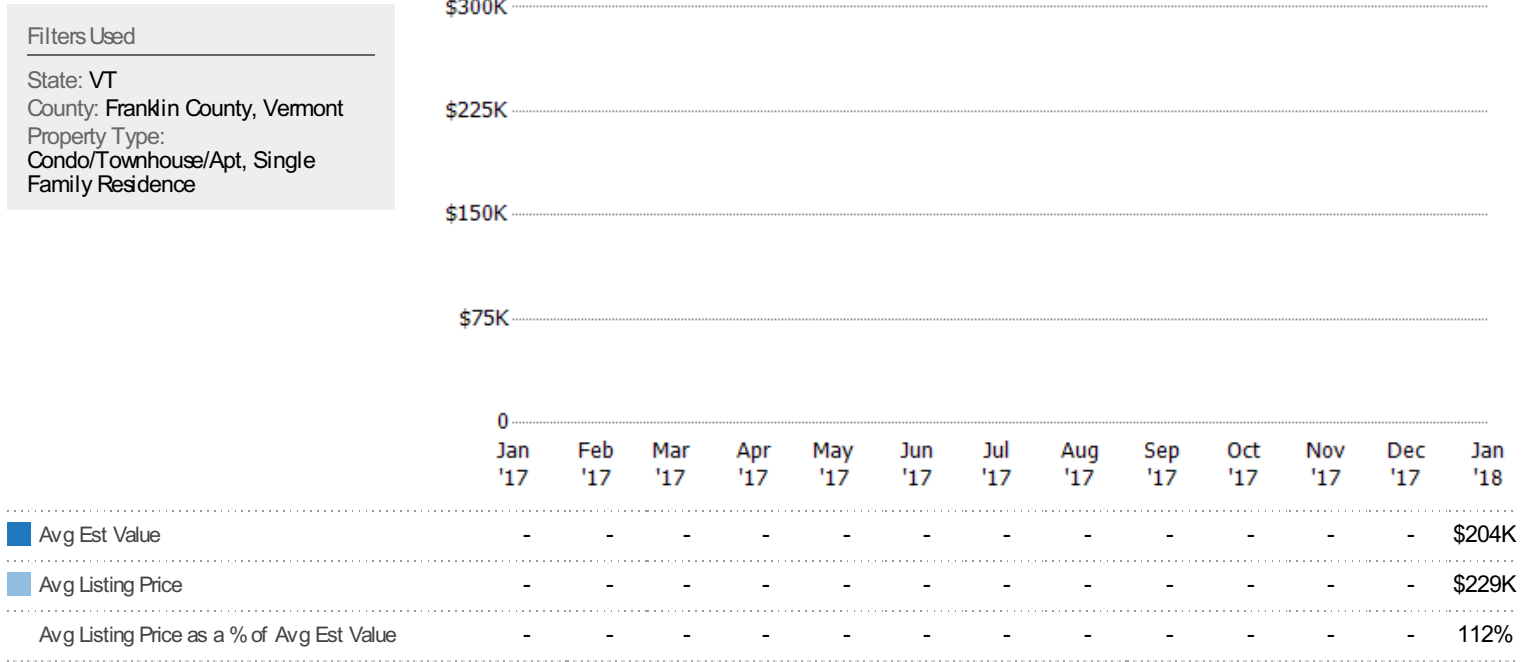 Filters Used
State: VT
County: Franklin County, Vermont
Property Type:
Condo/Townhouse/Apt, Single
Family Residence
$300K
$225K
$150K
$75K
0
Jan Feb Mar Apr May Jun Jul Aug Sep Oct Nov Dec Jan
'17 '17 '17 '17 '17 '17 '17 '17 '17 '17 '17 '17 '18
Avg Est Value - - - - - - - - - - - - $204K
Avg Listing Price - - - - - - - - - - - - $229K
Avg Listing Price as a % of Avg Est Value - - - - - - - - - - - - 112%